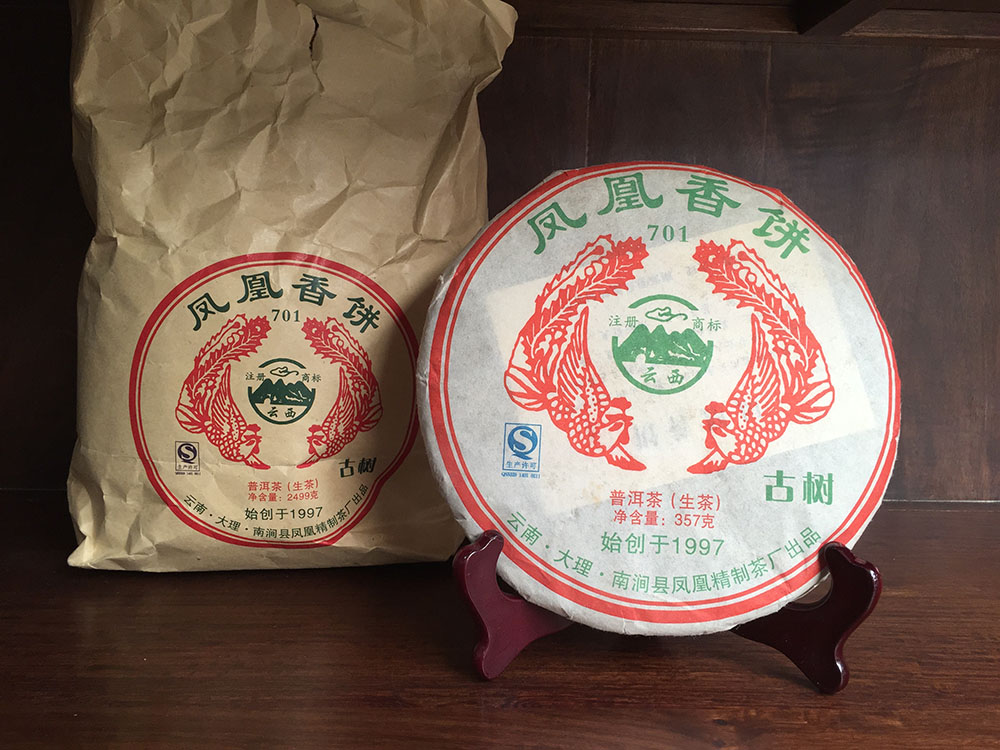 凤凰香饼
701
注册 商标
云西
生产许可
古树
普洱茶（生茶）
净含量：2499克
始创于1997
云南·大理·南涧县凤凰精制茶厂出品
凤凰香饼
701
注册 商标
云西
生产许可
古树
普洱茶（生茶）
净含量：357克
始创于1997
云南·大理·南涧县凤凰精制茶厂出品